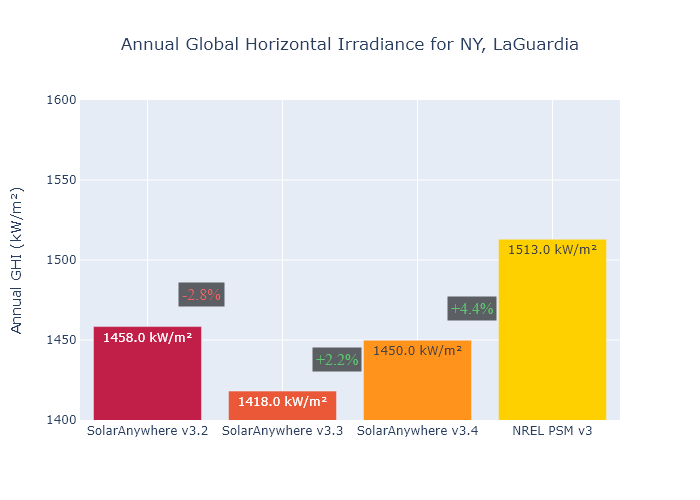 Annual Global Horizontal Irradiance for NY, LaGuardia
Annual GHI (kW/m²)
1600
1550
1500
1450
1400
-2.8%
+2.2%
+4.4%
1458.0 kW/m²
1418.0 kW/m²
1450.0 kW/m²
1513.0 kW/m²
SolarAnywhere v3.2
SolarAnywhere v3.3
SolarAnywhere v3.4
NREL PSM v3